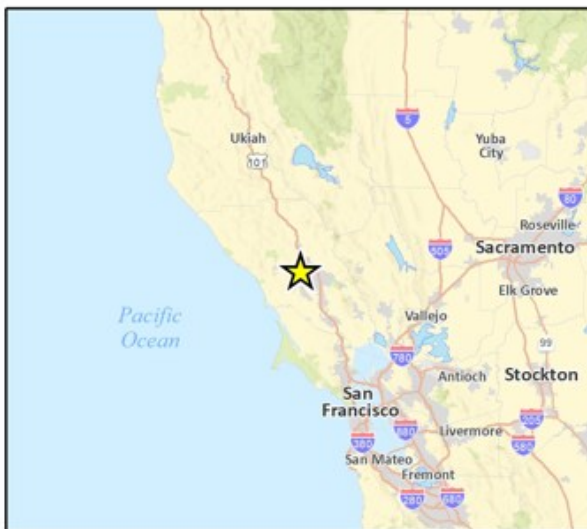 5
Ukiah
Yuba
City
101
80
Roseville
505
Sacramento
Elk Grove
Pacific
Ocean
Vallejo
99
780
Antioch
Stockton
San
Francisco
205
880
Livermore
380
580
San Mateo
Fremont
280
680